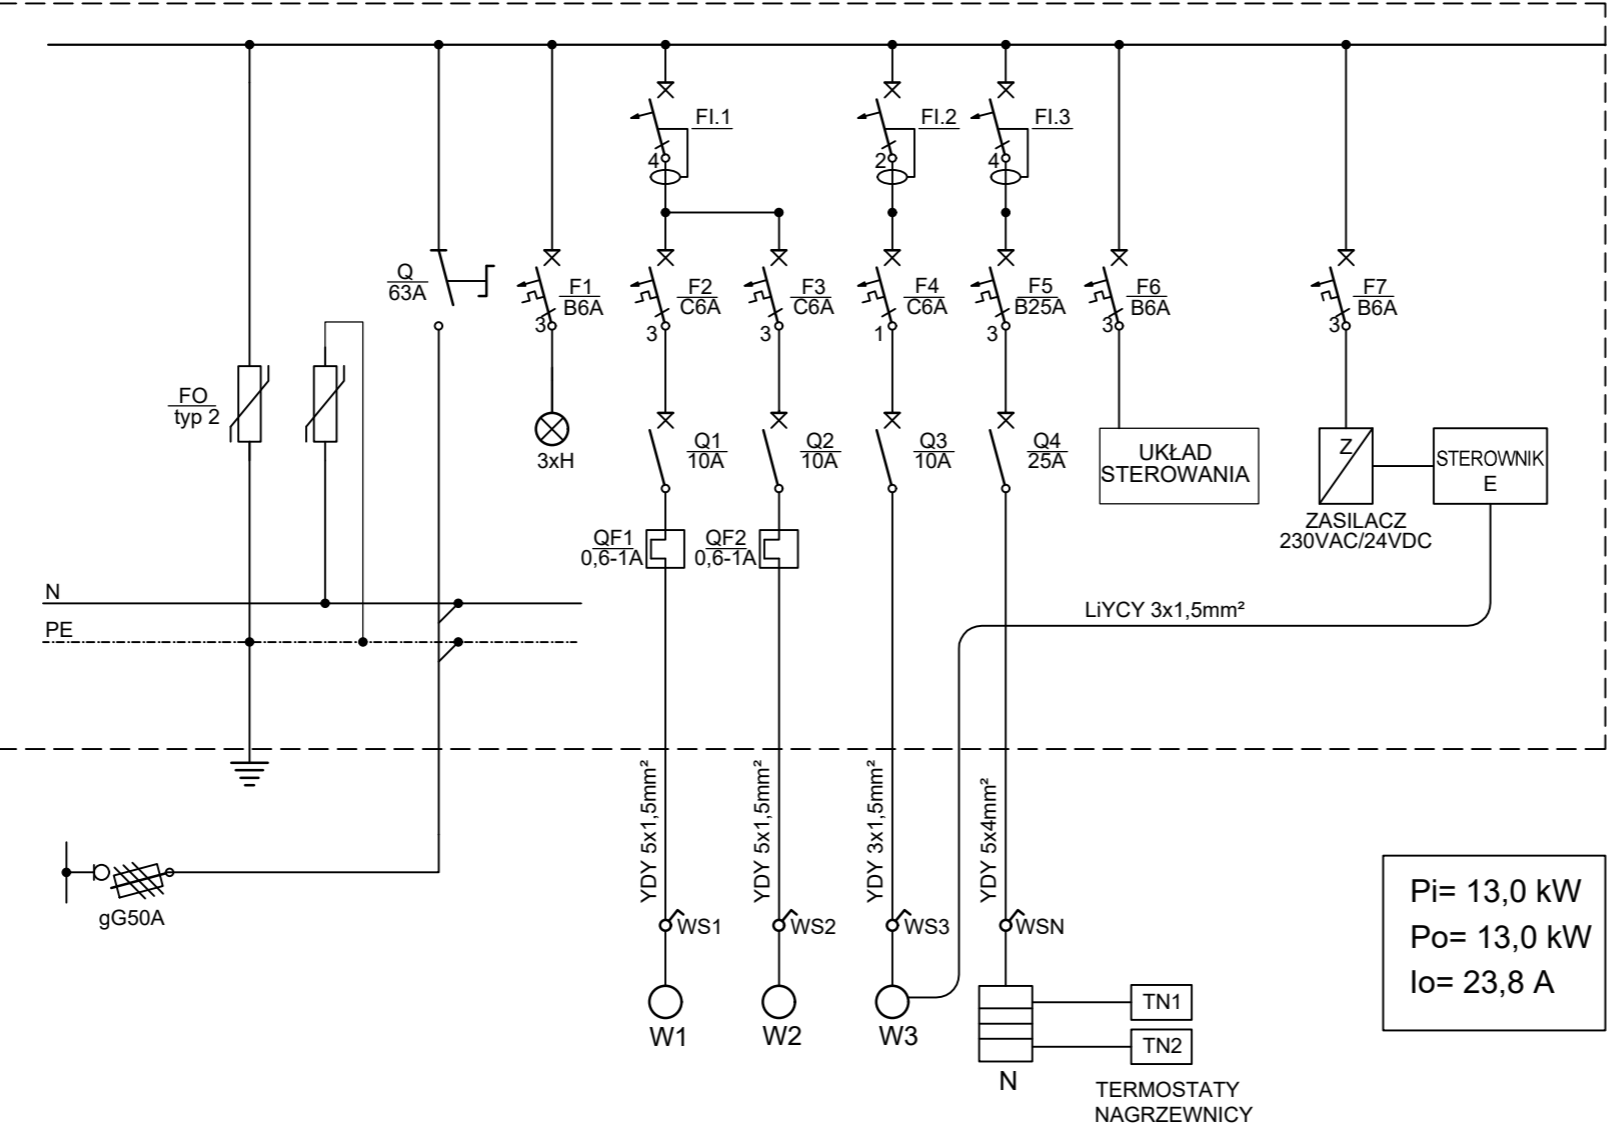 FI.1
FI.2
FI.3
4
2
4
Q
63A
F1
B6A
F2
C6A
F3
C6A
F4
C6A
F5
B25A
F6
B6A
F7
B6A
3
3
3
1
3
3
3
FO
typ 2
3xH
Q1
10A
Q2
10A
Q3
10A
Q4
25A
UKŁAD
STEROWANIA
Z
STEROWNIK
E
ZASILACZ
230VAC/24VDC
QF1
0,6-1A
QF2
0,6-1A
N
PE
LiYCY 3x1,5mm²
YDY 5x1,5mm²
YDY 5x1,5mm²
YDY 3x1,5mm²
YDY 5x4mm²
gG50A
WS1
WS2
WS3
WSN
W1
W2
W3
N
TN1
TN2
TERMOSTATY
NAGRZEWNICY
Pi= 13,0 kW
Po= 13,0 kW
Io= 23,8 A